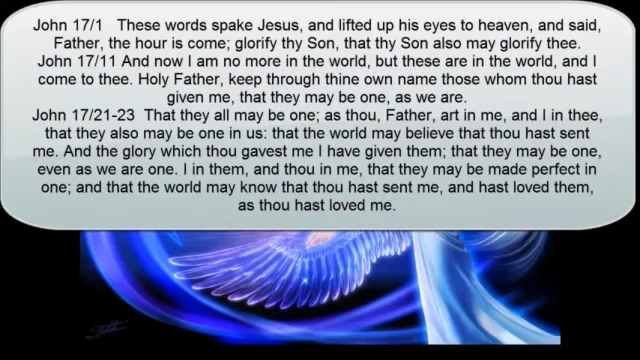 John 17/1 These words spake Jesus, and lifted up his eyes to heaven, and said,
Father, the hour is come; glorify thy Son, that thy Son also may glorify thee.
John 17/11 And now I am no more in the world, but these are in the world, and I
come to thee. Holy Father, keep through thine own name those whom thou hast
given me, that they may be one, as we are.
John 17/21-23 That they all may be one; as thou, Father, art in me, and I in thee,
that they also may be one in us: that the world may believe that thou hast sent
me. And the glory which thou gavest me I have given them; that they may be one,
even as we are one. I in them, and thou in me, that they may be made perfect in
one; and that the world may know that thou hast sent me, and hast loved them,
as thou hast loved me.